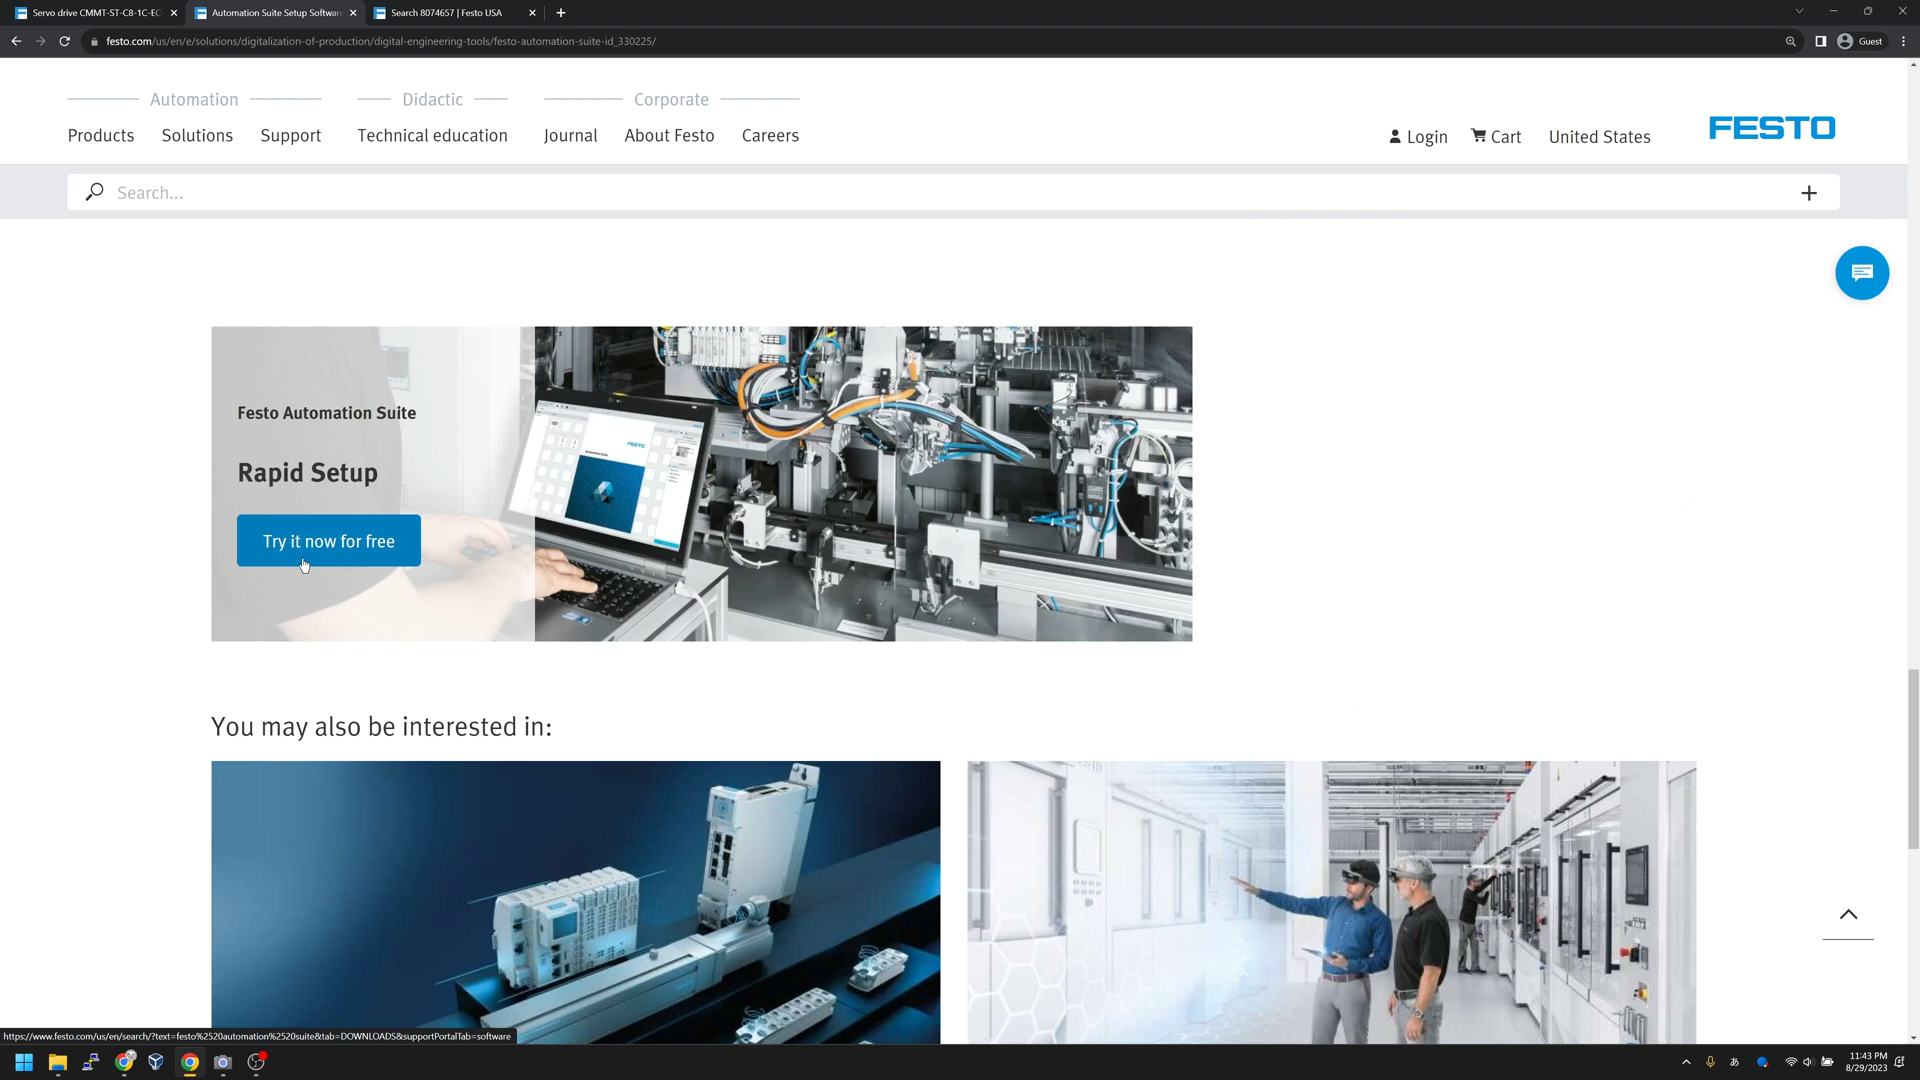 Servo drive CMMT-ST-C8-1C-EC
Automation Suite Setup Software
Search 8074657 | Festo USA
festo.com/us/en/e/solutions/digitalization-of-production/digital-engineering-tools/festo-automation-suite-id_330225/
Guest
Automation
Didactic
Corporate
Products
Solutions
Support
Technical education
Journal
About Festo
Careers
Login
Cart
United States
FESTO
Search...
Festo Automation Suite
Rapid Setup
Try it now for free
FESTO
You may also be interested in:
https://www.festo.com/us/en/search/?text=festo%2520automation%2520suite&tab=DOWNLOADS&supportPortalTab=software
あ
11:43 PM
8/29/2023